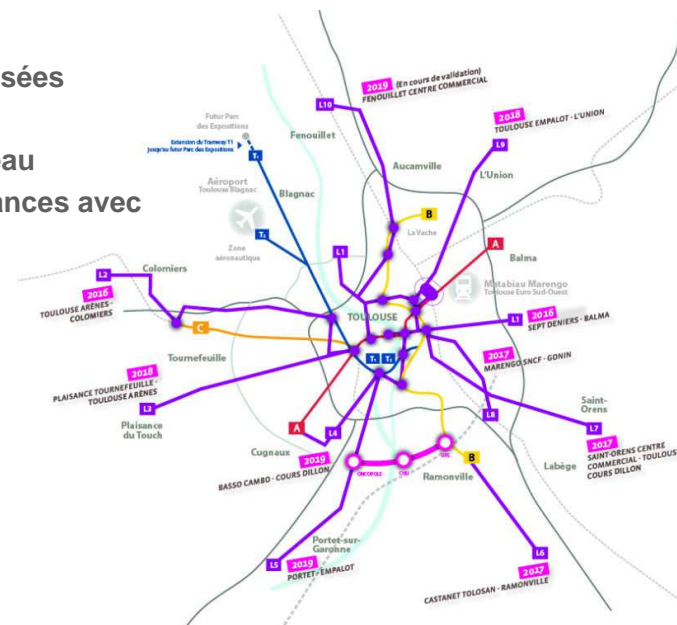 sées
eau
ances avec
2019 (En cours de validation)
FENOUILLET CENTRE COMMERCIAL
L10
2018
TOULOUSE EMPALOT - L'UNION
L9
Futur Parc
des Expositions
Extension du Tramway T1
jusqu'au futur Parc des Expositions
T1
Fenouillet
Aucamville
L'Union
Aéroport
Toulouse Blagnac
Blagnac
B
La Vache
A
Balma
Zone
aéronautique
L1
Matabiau Marengo
Toulouse Euro Sud-Ouest
L2
Colomiers
2016
TOULOUSE ARÈNES -
COLOMIERS
C
TOULOUSE
L1
2016
SEPT DENIERS - BALMA
Tournefeuille
2017
MARENGO SNCF - GONIN
2018
PLAISANCE TOURNEFEUILLE -
TOULOUSE ARÈNES
L3
Plaisance
du Touch
L8
Saint-
Orens
A
L4
L7
Cugnaux
2019
BASSO CAMBO - COURS DILLON
2017
SAINT-ORENS CENTRE
COMMERCIAL - TOULOUSE
COURS DILLON
ONCOPOLE
B
Labège
Ramonville
Portet-sur-
Garonne
L5
2019
PORTET - EMPALOT
L6
2017
CASTANET TOLOSAN - RAMONVILLE